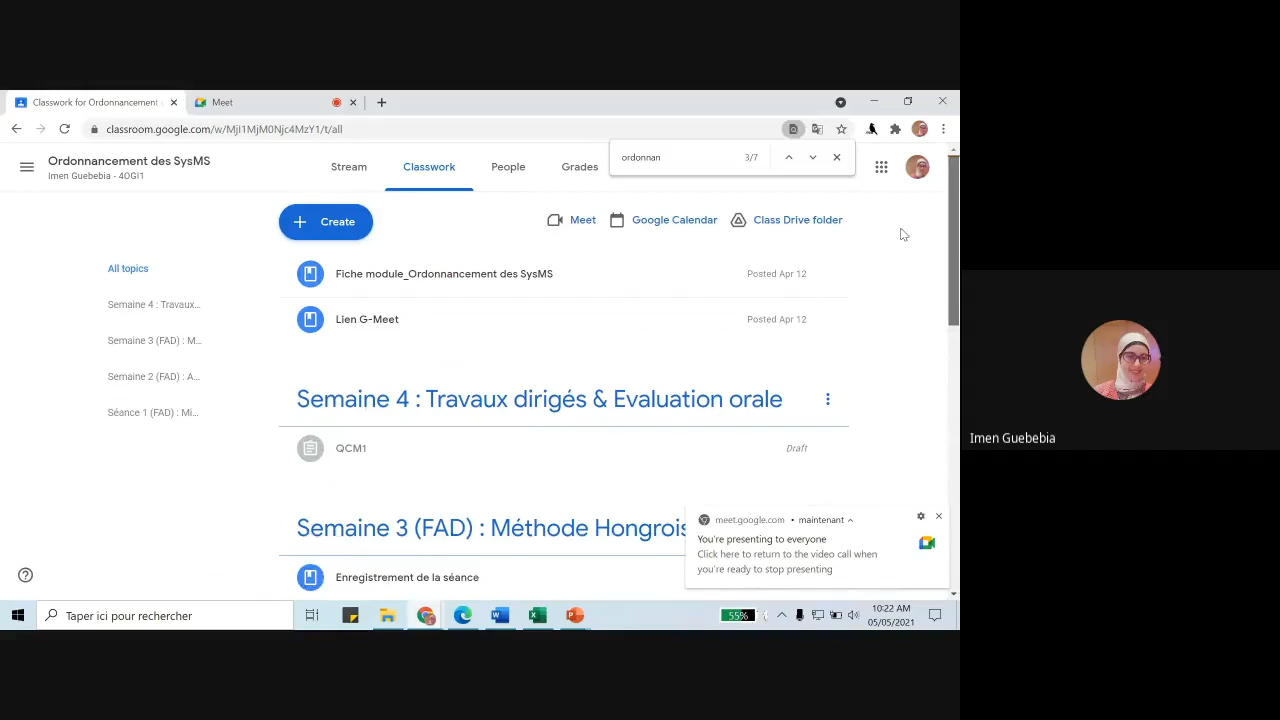 Classwork for Ordonnancement
Meet
classroom.google.com/w/MjI1MjM0Njc4MzY1/t/all
ordonnan 3/7
Ordonnancement des SysMS
Imen Guebebia - 4OGI1
Stream Classwork People Grades
Create
Meet Google Calendar Class Drive folder
All topics
Semaine 4 : Travaux...
Semaine 3 (FAD) : M...
Semaine 2 (FAD) : A...
Séance 1 (FAD) : Mi...
Fiche module_Ordonnancement des SysMS Posted Apr 12
Lien G-Meet Posted Apr 12
Semaine 4 : Travaux dirigés & Evaluation orale
QCM1 Draft
Semaine 3 (FAD) : Méthode Hongrois
Enregistrement de la séance
meet.google.com • maintenant
You're presenting to everyone
Click here to return to the video call when
you're ready to stop presenting
Taper ici pour rechercher
55%
10:22 AM
05/05/2021
Imen Guebebia